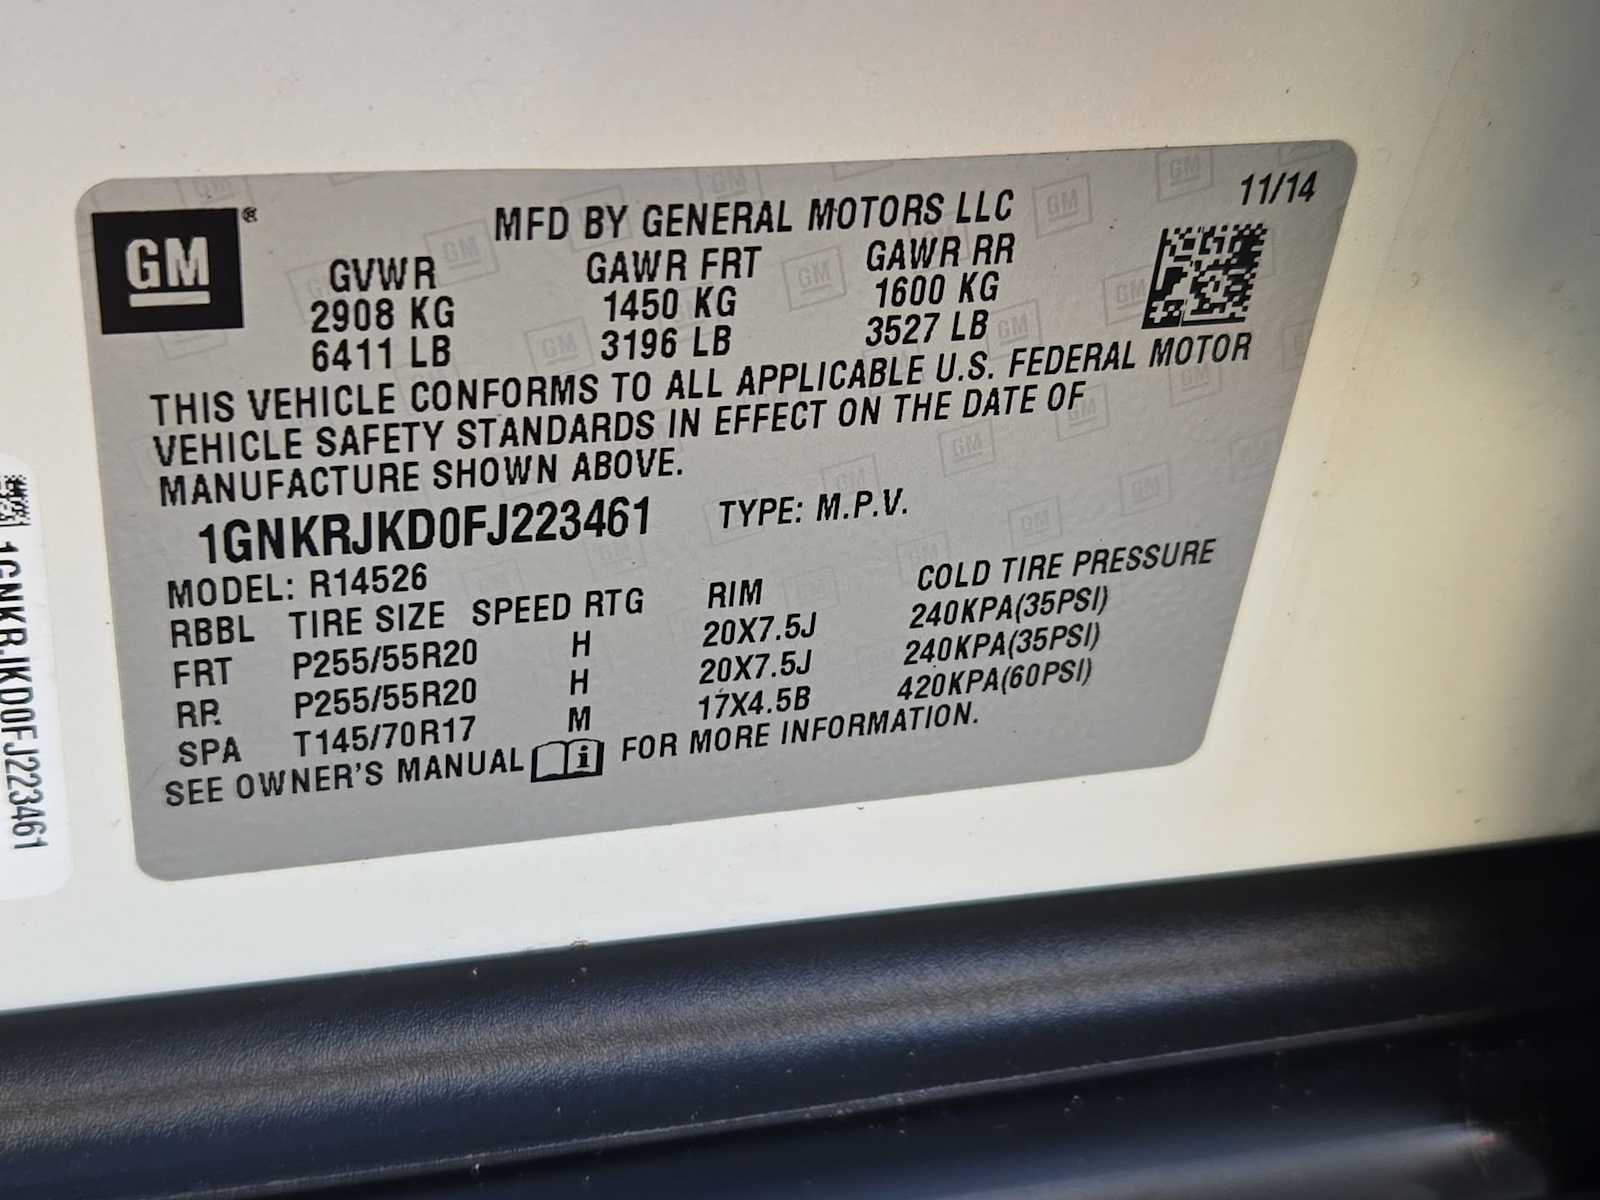 GM®
MFD BY GENERAL MOTORS LLC
11/14
GVWR GAWR FRT GAWR RR
2908 KG 1450 KG 1600 KG
6411 LB 3196 LB 3527 LB
THIS VEHICLE CONFORMS TO ALL APPLICABLE U.S. FEDERAL MOTOR
VEHICLE SAFETY STANDARDS IN EFFECT ON THE DATE OF
MANUFACTURE SHOWN ABOVE.
1GNKRJKD0FJ223461 TYPE: M.P.V.
MODEL: R14526
RBBL TIRE SIZE SPEED RTG RIM COLD TIRE PRESSURE
FRT P255/55R20 H 20X7.5J 240KPA(35PSI)
RR P255/55R20 H 20X7.5J 240KPA(35PSI)
SPA T145/70R17 M 17X4.5B 420KPA(60PSI)
SEE OWNER'S MANUAL FOR MORE INFORMATION.
1GNKRJKD0FJ223461